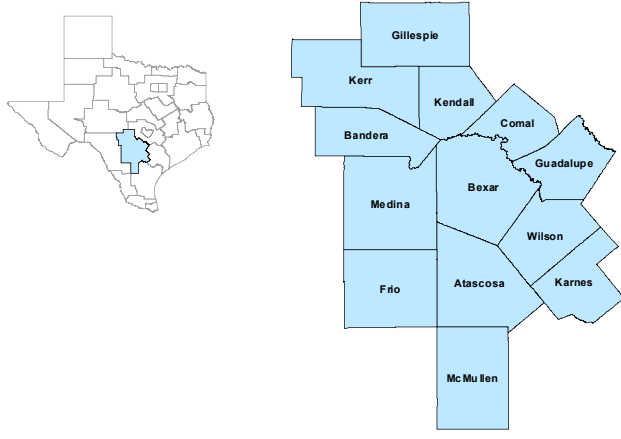 Gillespie
Kerr
Kendall
Comal
Bandera
Guadalupe
Bexar
Medina
Wilson
Atascosa
Karnes
Frio
McMullen